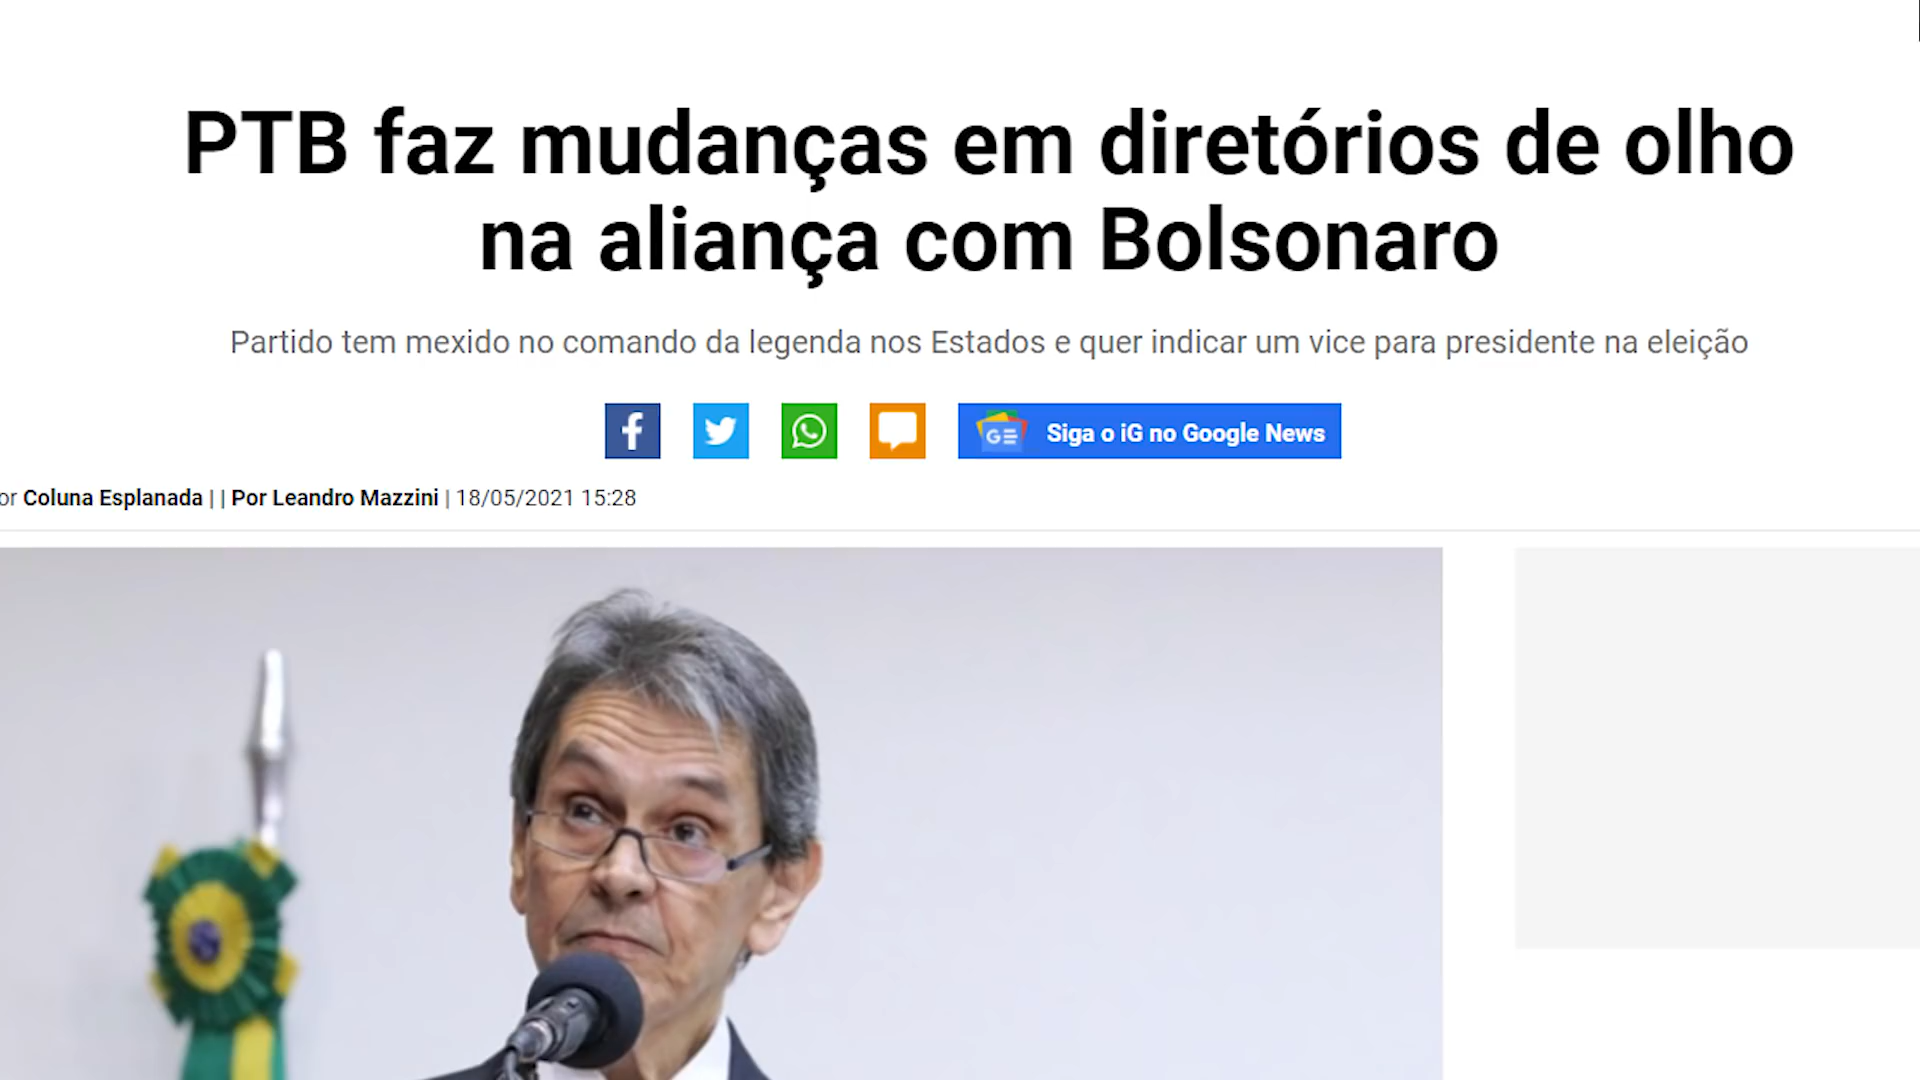 PTB faz mudanças em diretórios de olho
na aliança com Bolsonaro
Partido tem mexido no comando da legenda nos Estados e quer indicar um vice para presidente na eleição
GE Siga o iG no Google News
or Coluna Esplanada | | Por Leandro Mazzini | 18/05/2021 15:28